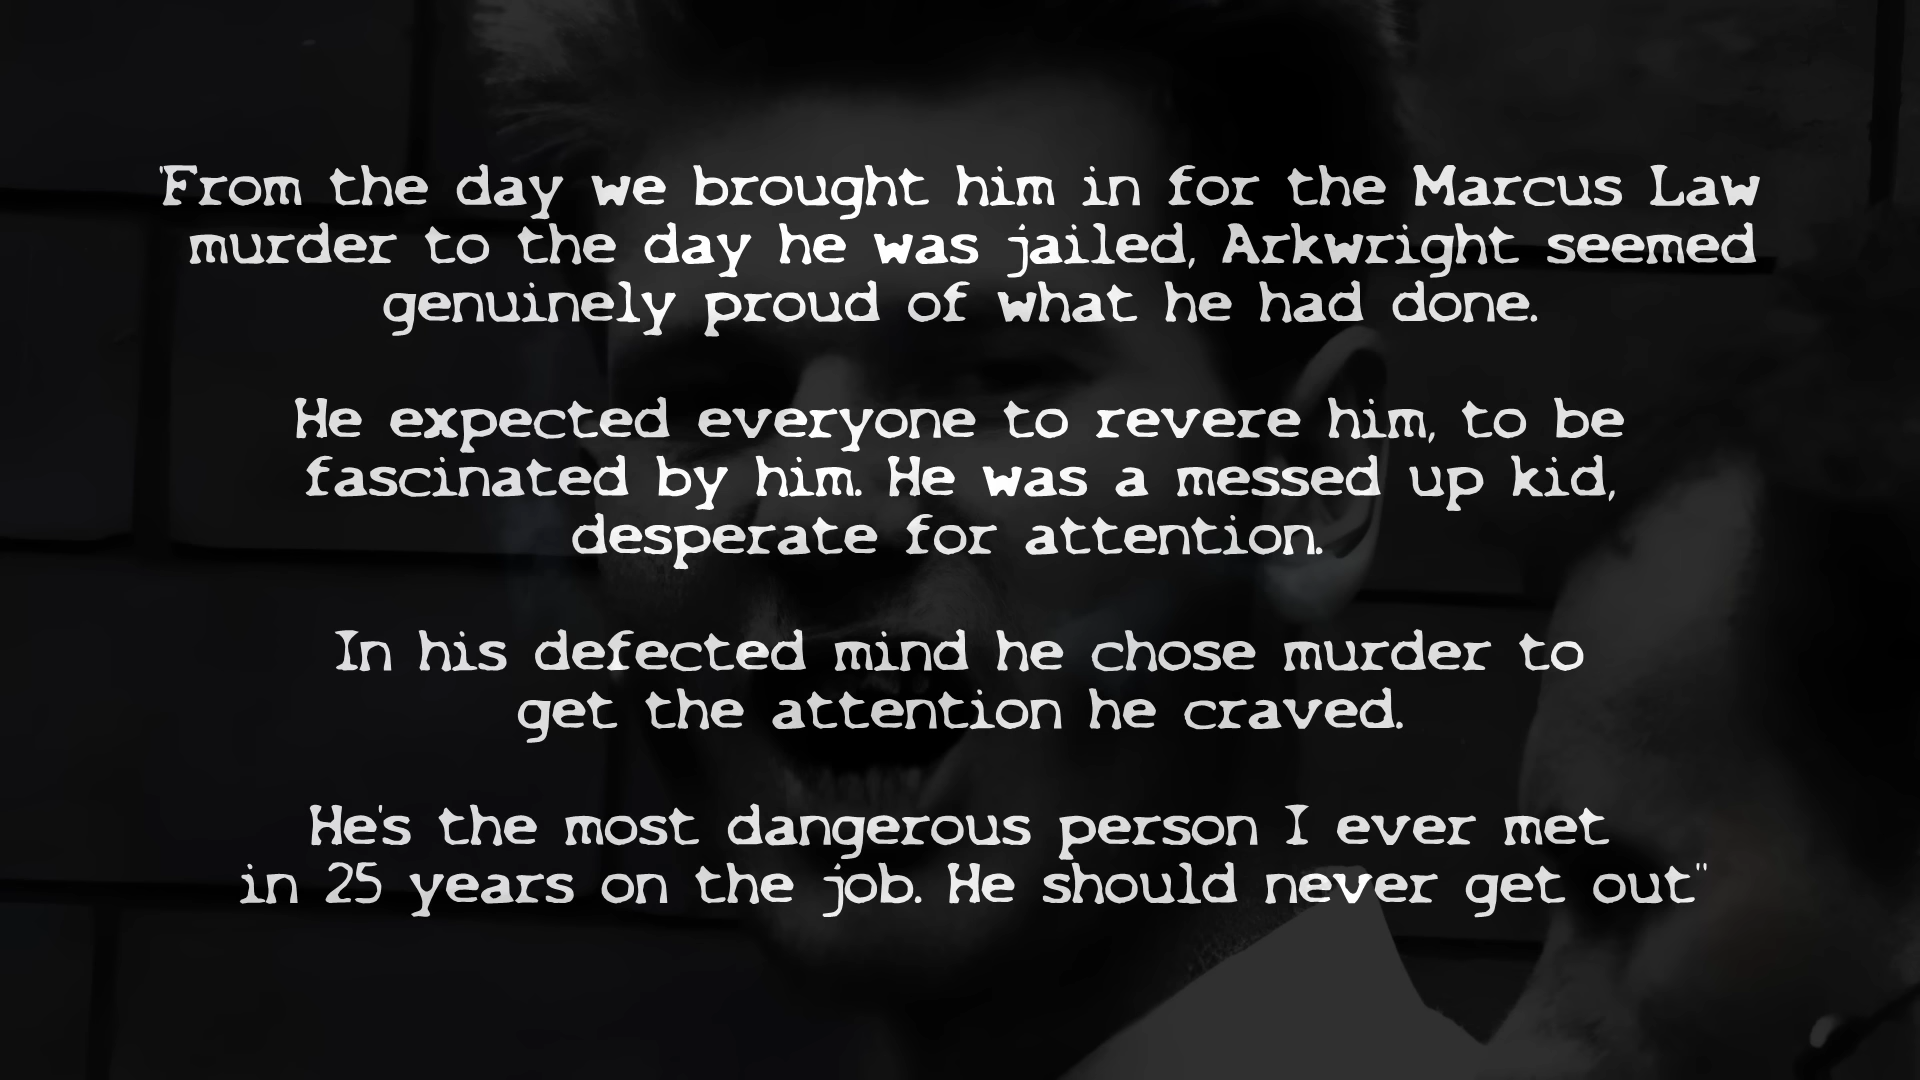 "From the day we brought him in for the Marcus Law
murder to the day he was jailed, Arkwright seemed
genuinely proud of what he had done.
He expected everyone to revere him, to be
fascinated by him. He was a messed up kid,
desperate for attention.
In his defected mind he chose murder to
get the attention he craved.
He's the most dangerous person I ever met
in 25 years on the job. He should never get out"